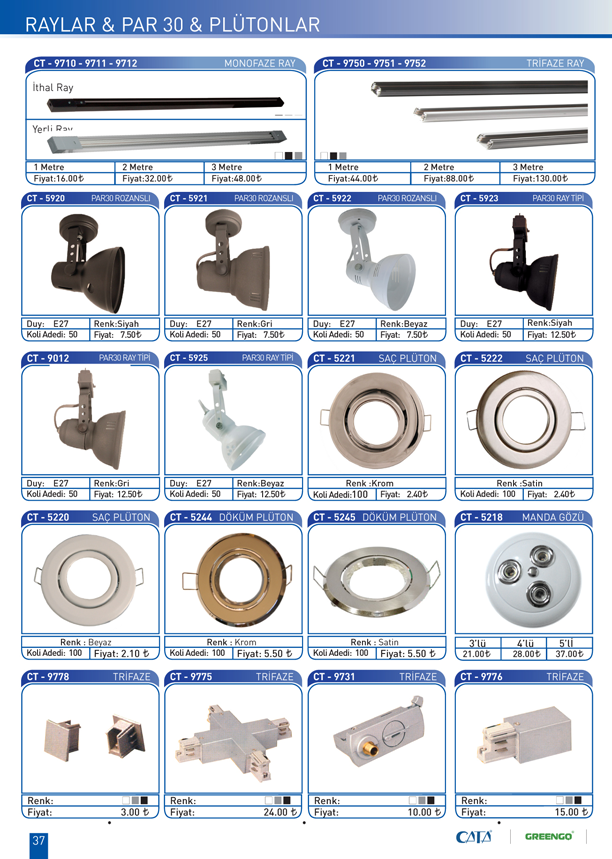 RAYLAR & PAR 30 & PLÜTONLAR
CT - 9710 - 9711 - 9712 MONOFAZE RAY
İthal Ray
Yerli Ray
1 Metre 2 Metre 3 Metre
Fiyat:16.00₺ Fiyat:32.00₺ Fiyat:48.00₺
CT - 9750 - 9751 - 9752 TRİFAZE RAY
1 Metre 2 Metre 3 Metre
Fiyat:44.00₺ Fiyat:88.00₺ Fiyat:130.00₺
CT - 5920 PAR30 ROZANSLI
Duy: E27 Renk:Siyah
Koli Adedi: 50 Fiyat: 7.50₺
CT - 5921 PAR30 ROZANSLI
Duy: E27 Renk:Gri
Koli Adedi: 50 Fiyat: 7.50₺
CT - 5922 PAR30 ROZANSLI
Duy: E27 Renk:Beyaz
Koli Adedi: 50 Fiyat: 7.50₺
CT - 5923 PAR30 RAY TİPİ
Duy: E27 Renk:Siyah
Koli Adedi: 50 Fiyat: 12.50₺
CT - 9012 PAR30 RAY TİPİ
Duy: E27 Renk:Gri
Koli Adedi: 50 Fiyat: 12.50₺
CT - 5925 PAR30 RAY TİPİ
Duy: E27 Renk:Beyaz
Koli Adedi: 50 Fiyat: 12.50₺
CT - 5221 SAÇ PLÜTON
Renk :Krom
Koli Adedi:100 Fiyat: 2.40₺
CT - 5222 SAÇ PLÜTON
Renk :Satin
Koli Adedi: 100 Fiyat: 2.40₺
CT - 5220 SAÇ PLÜTON
Renk : Beyaz
Koli Adedi: 100 Fiyat: 2.10 ₺
CT - 5244 DÖKÜM PLÜTON
Renk : Krom
Koli Adedi: 100 Fiyat: 5.50 ₺
CT - 5245 DÖKÜM PLÜTON
Renk : Satin
Koli Adedi: 100 Fiyat: 5.50 ₺
CT - 5218 MANDA GÖZÜ
3'lü 4'lü 5'li
21.00₺ 28.00₺ 37.00₺
CT - 9778 TRİFAZE
Renk:
Fiyat: 3.00 ₺
CT - 9775 TRİFAZE
Renk:
Fiyat: 24.00 ₺
CT - 9731 TRİFAZE
Renk:
Fiyat: 10.00 ₺
CT - 9776 TRİFAZE
Renk:
Fiyat: 15.00 ₺
37 CATA GREENGO